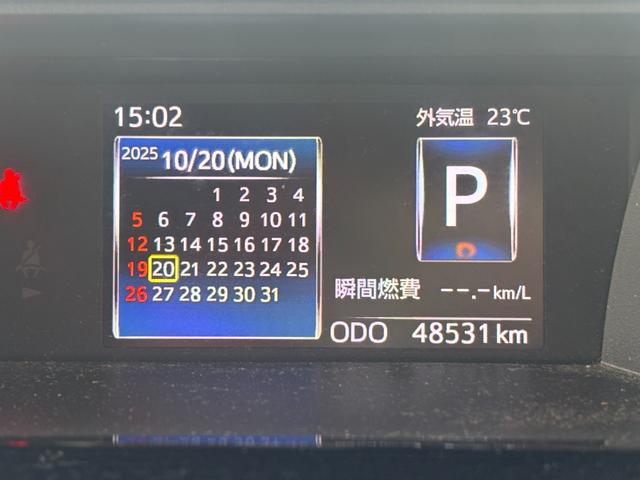 15:02 外気温 23℃
2025 10/20(MON)
1 2 3 4
5 6 7 8 9 10 11
12 13 14 15 16 17 18
19 20 21 22 23 24 25
26 27 28 29 30 31
P
瞬間燃費 --.- km/L
ODO 48531 km